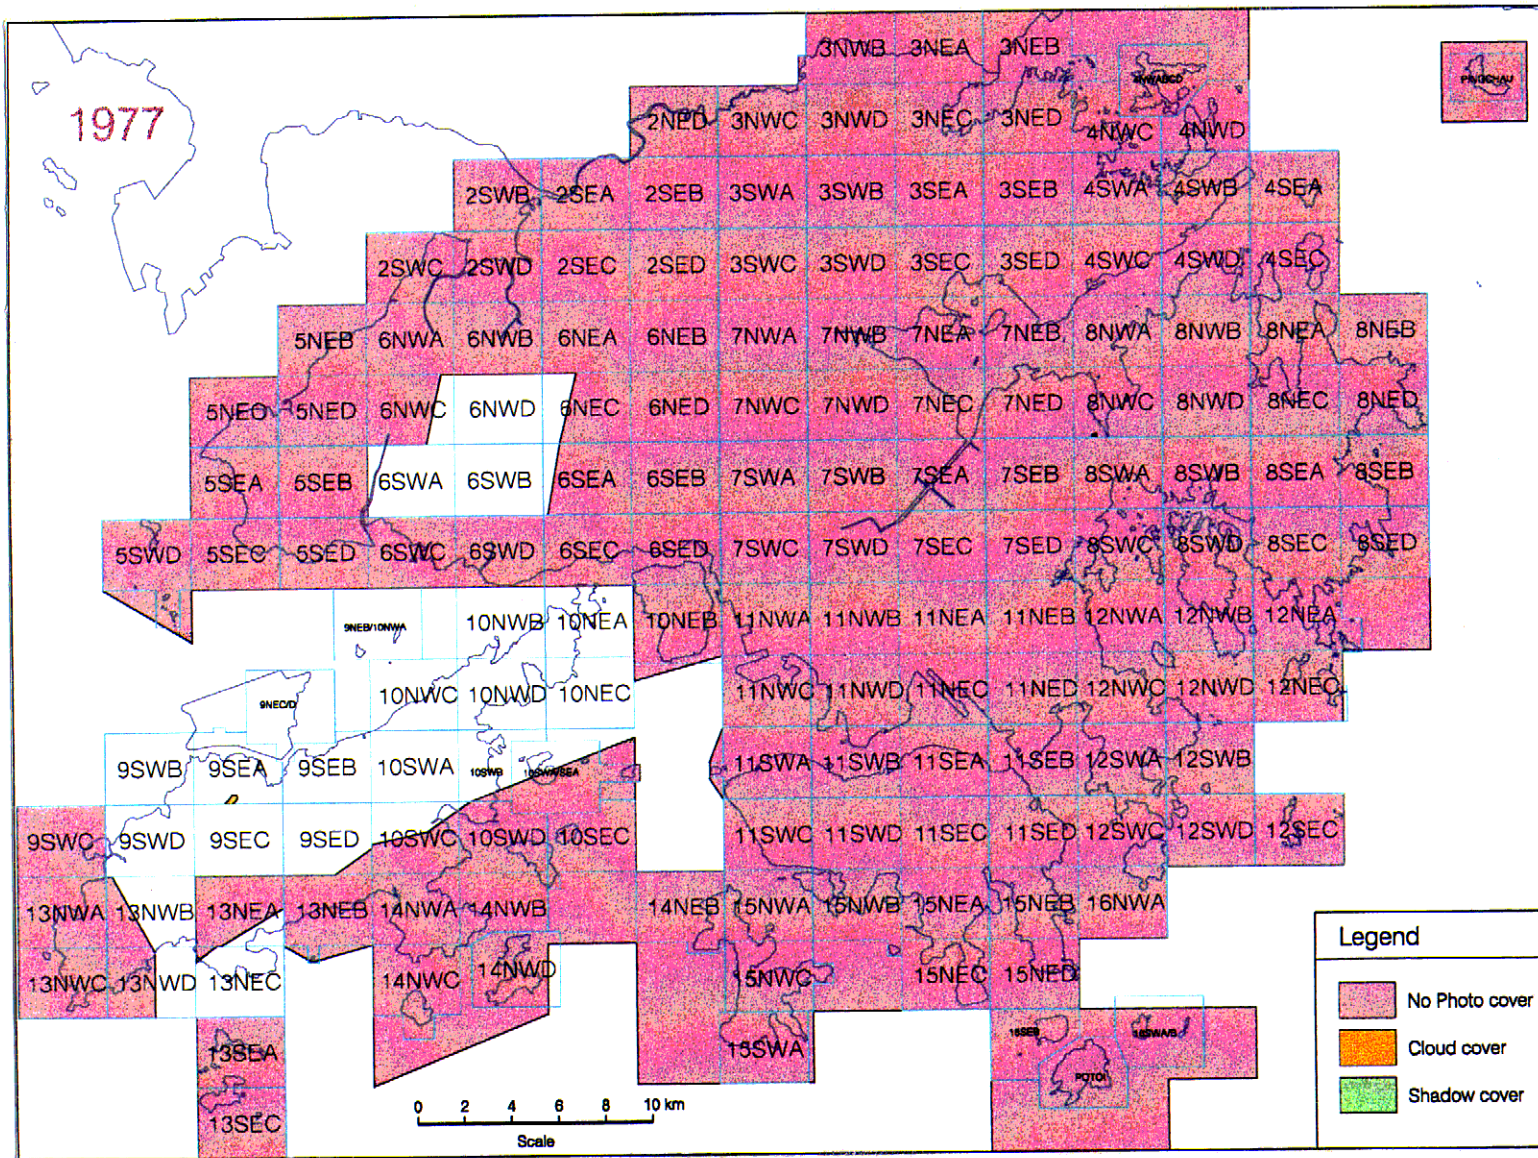 3NWB 3NEA 3NEB
4NWABCD PINGCHAU
1977
2NED 3NWC 3NWD 3NEC 3NED 4NWC 4NWD
2SWB 2SEA 2SEB 3SWA 3SWB 3SEA 3SEB 4SWA 4SWB 4SEA
2SWC 2SWD 2SEC 2SED 3SWC 3SWD 3SEC 3SED 4SWC 4SWD 4SEC
5NEB 6NWA 6NWB 6NEA 6NEB 7NWA 7NWB 7NEA 7NEB 8NWA 8NWB 8NEA 8NEB
5NEC 5NED 6NWC 6NWD 6NEC 6NED 7NWC 7NWD 7NEC 7NED 8NWC 8NWD 8NEC 8NED
5SEA 5SEB 6SWA 6SWB 6SEA 6SEB 7SWA 7SWB 7SEA 7SEB 8SWA 8SWB 8SEA 8SEB
5SWD 5SEC 5SED 6SWC 6SWD 6SEC 6SED 7SWC 7SWD 7SEC 7SED 8SWC 8SWD 8SEC 8SED
9NEB/10NWA 10NWB 10NEA 10NEB 11NWA 11NWB 11NEA 11NEB 12NWA 12NWB 12NEA
9NEC/D 10NWC 10NWD 10NEC 11NWC 11NWD 11NEC 11NED 12NWC 12NWD 12NEC
9SWB 9SEA 9SEB 10SWA 10SWB 10SWA/SEA 11SWA 11SWB 11SEA 11SEB 12SWA 12SWB
9SWC 9SWD 9SEC 9SED 10SWC 10SWD 10SEC 11SWC 11SWD 11SEC 11SED 12SWC 12SWD 12SEC
13NWA 13NWB 13NEA 13NEB 14NWA 14NWB 14NEB 15NWA 15NWB 15NEA 15NEB 16NWA
13NWC 13NWD 13NEC 14NWC 14NWD 15NWC 15NEC 15NED
13SEA 15SWA 15SEB 16SWA/B
POTOI
13SEC
0 2 4 6 8 10 km
Scale
Legend
No Photo cover
Cloud cover
Shadow cover